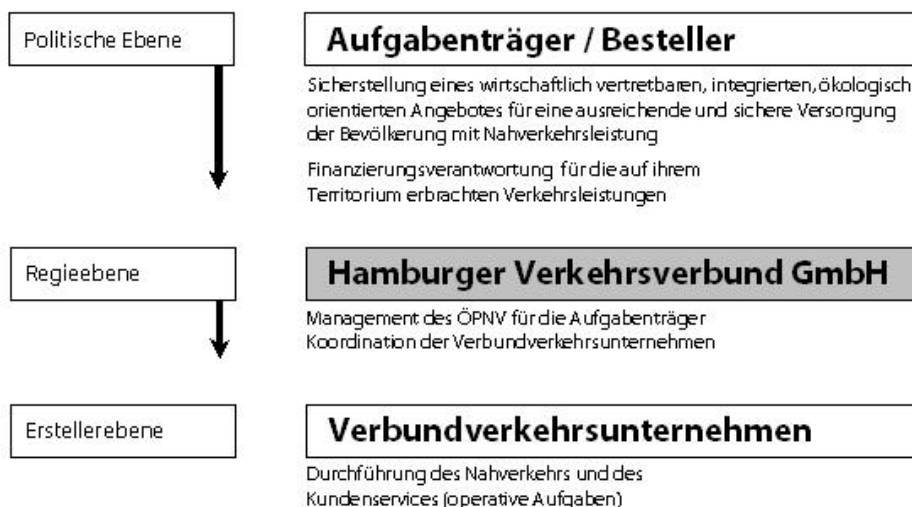 Politische Ebene
Aufgabenträger / Besteller
Sicherstellung eines wirtschaftlich vertretbaren, integrierten, ökologisch
orientierten Angebotes für eine ausreichende und sichere Versorgung
der Bevölkerung mit Nahverkehrsleistung
Finanzierungsverantwortung für die auf ihrem
Territorium erbrachten Verkehrsleistungen
Regieebene
Hamburger Verkehrsverbund GmbH
Management des ÖPNV für die Aufgabenträger
Koordination der Verbundverkehrsunternehmen
Erstellerebene
Verbundverkehrsunternehmen
Durchführung des Nahverkehrs und des
Kundenservices (operative Aufgaben)